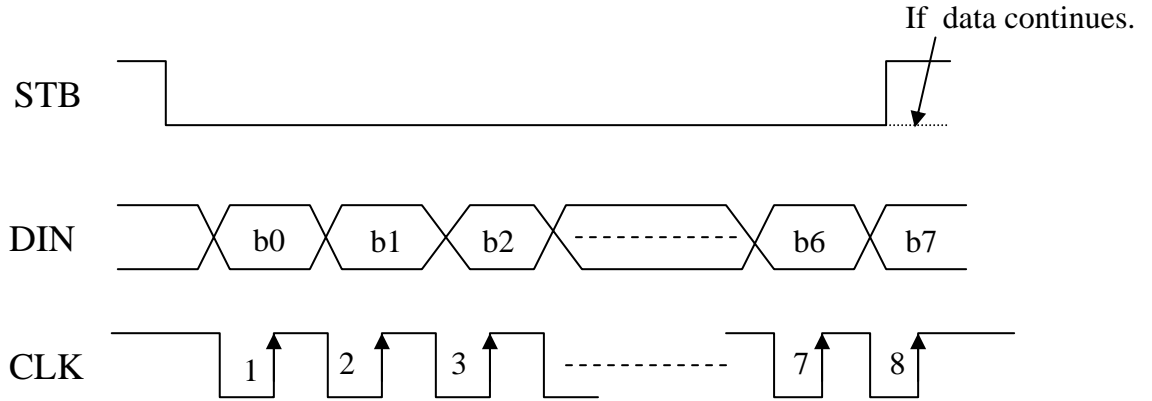 If data continues.
STB
DIN b0 b1 b2 b6 b7
CLK 1 2 3 7 8